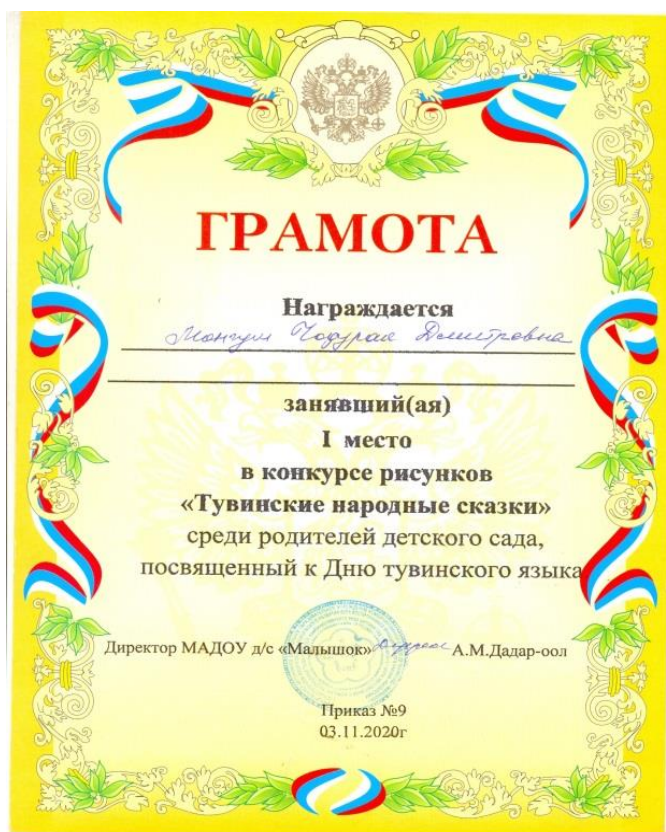 ГРАМОТА
Награждается
Монгуш Чодураа Дмитровна
занявший(ая)
I место
в конкурсе рисунков
«Тувинские народные сказки»
среди родителей детского сада,
посвященный к Дню тувинского языка
Директор МАДОУ д/с «Малышок» А.М.Дадар-оол
Приказ №9
03.11.2020г